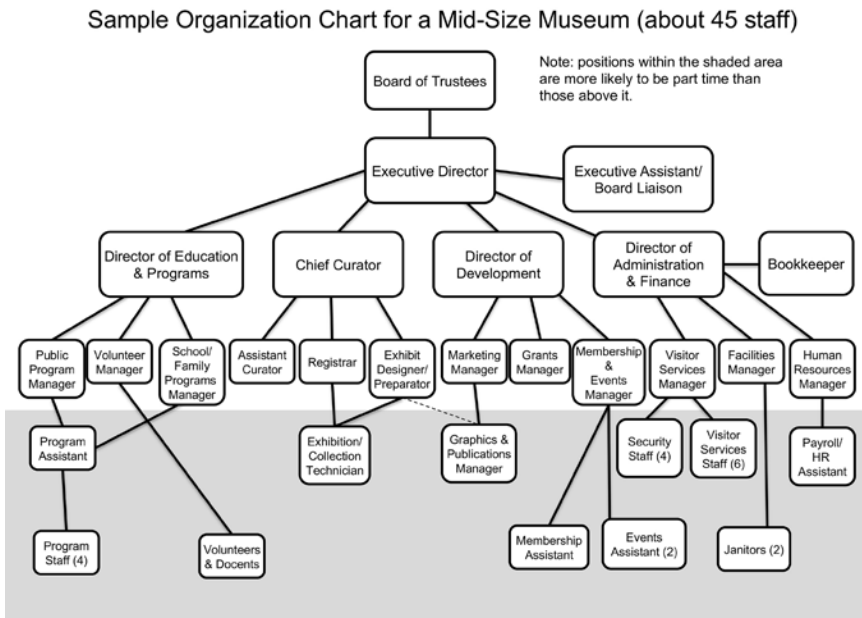 Sample Organization Chart for a Mid-Size Museum (about 45 staff)
Note: positions within the shaded area
are more likely to be part time than
those above it.
Board of Trustees
Executive Director
Executive Assistant/
Board Liaison
Director of Education
& Programs
Chief Curator
Director of
Development
Director of
Administration
& Finance
Bookkeeper
Public
Program
Manager
Volunteer
Manager
School/
Family
Programs
Manager
Assistant
Curator
Registrar
Exhibit
Designer/
Preparator
Marketing
Manager
Grants
Manager
Membership
&
Events
Manager
Visitor
Services
Manager
Facilities
Manager
Human
Resources
Manager
Program
Assistant
Exhibition/
Collection
Technician
Graphics &
Publications
Manager
Security
Staff (4)
Visitor
Services
Staff (6)
Payroll/
HR
Assistant
Program
Staff (4)
Volunteers
& Docents
Membership
Assistant
Events
Assistant (2)
Janitors (2)